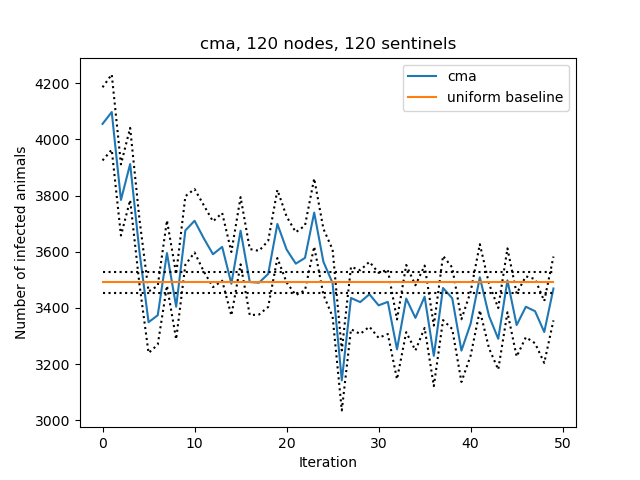 cma, 120 nodes, 120 sentinels
cma
uniform baseline
Number of infected animals
4200
4000
3800
3600
3400
3200
3000
0 10 20 30 40 50
Iteration